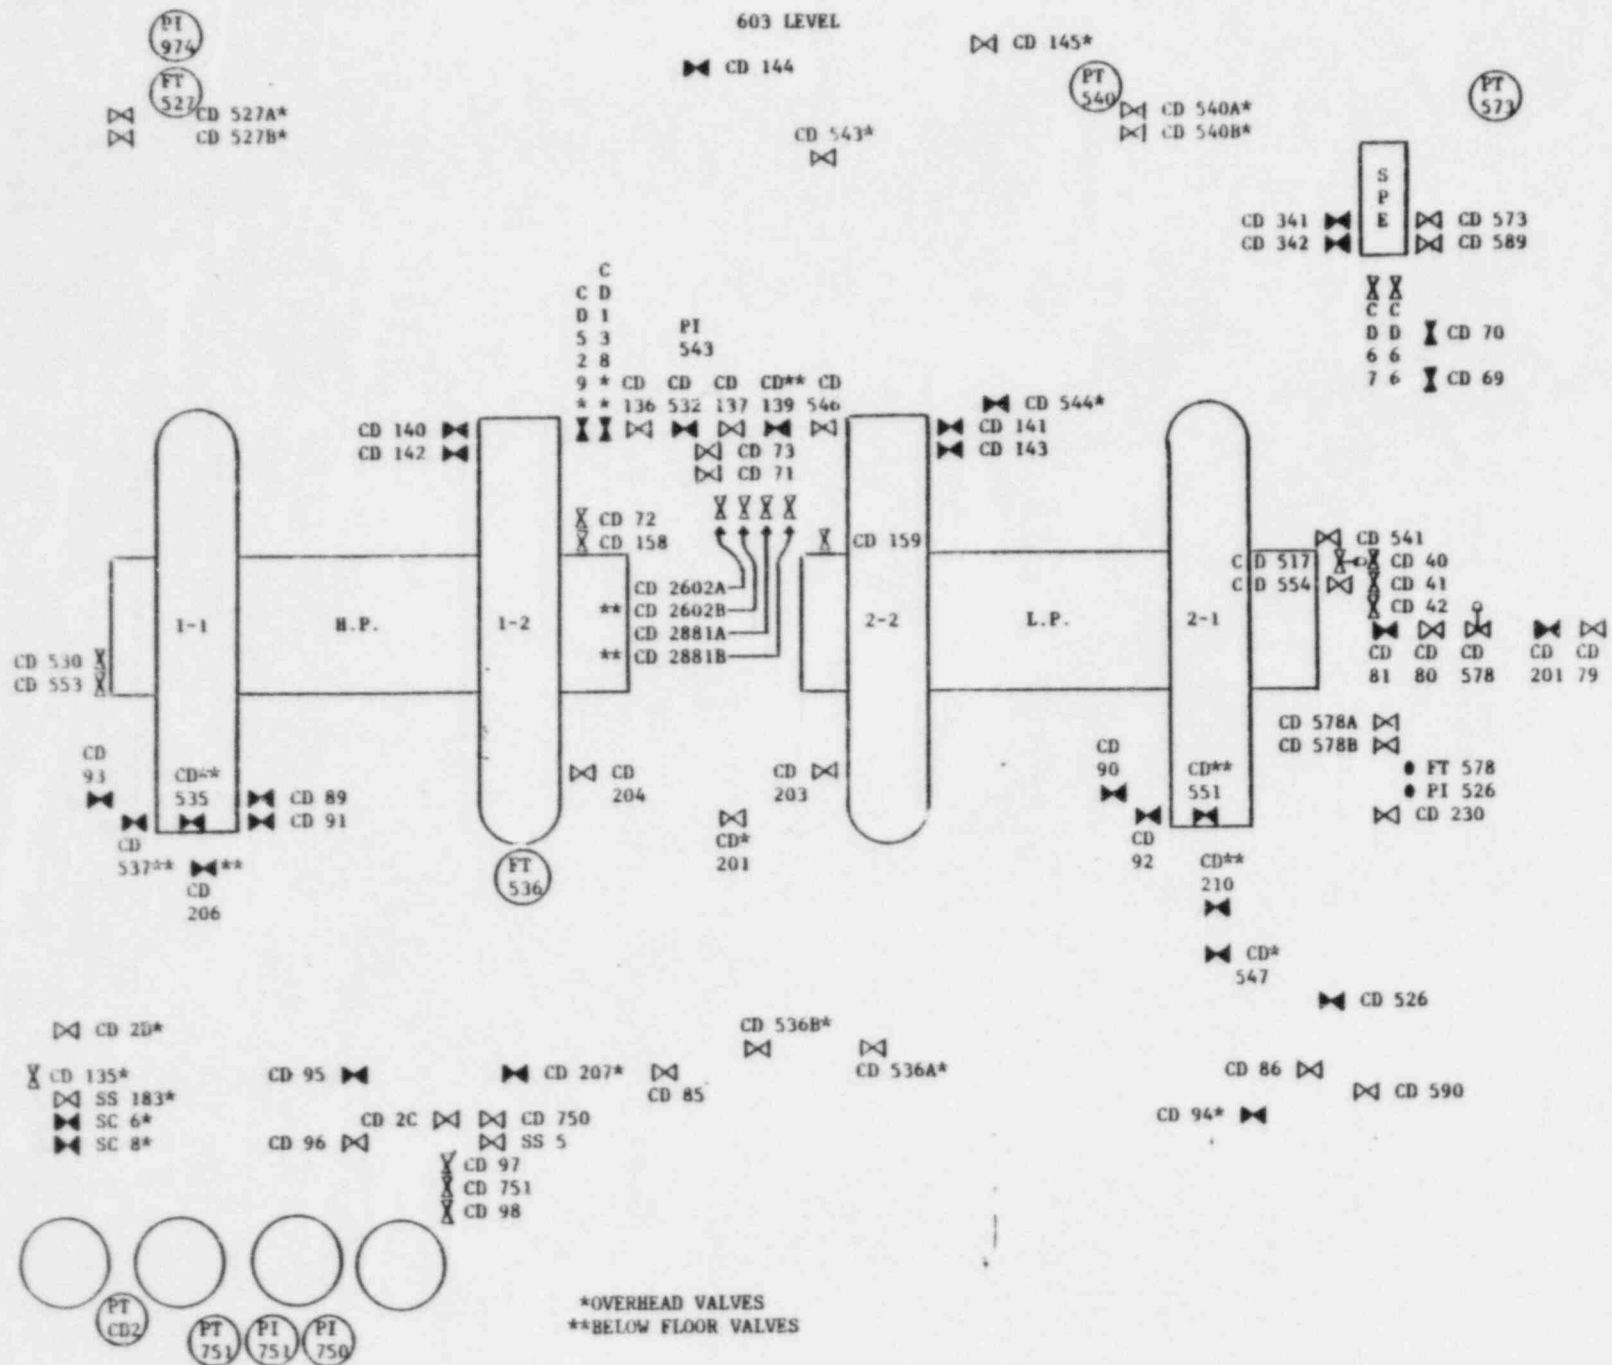 603 LEVEL
PI
974
FT
527
CD 527A*
CD 527B*
CD 144
CD 145*
PT
540
CD 540A*
CD 540B*
PT
573
CD 543*
S
P
E
CD 341
CD 342
CD 573
CD 589
CD67
CD66
CD 70
CD 69
CD529*
CD138**
PI
543
CD
136
CD
532
CD
137
CD**
139
CD
546
CD 73
CD 71
CD 140
CD 142
CD 544*
CD 141
CD 143
CD 72
CD 158
CD 159
CD 2602A
** CD 2602B
CD 2881A
** CD 2881B
1-1
H.P.
1-2
2-2
L.P.
2-1
CD 541
CD 517
CD 554
CD 40
CD 41
CD 42
CD
81
CD
80
CD
578
CD
201
CD
79
CD 530
CD 553
CD 578A
CD 578B
FT 578
PI 526
CD 230
CD
93
CD**
535
CD 89
CD 91
CD
537**
**
CD
206
CD
204
FT
536
CD*
201
CD
203
CD
90
CD
92
CD**
551
CD**
210
CD*
547
CD 526
CD 2D*
CD 135*
SS 183*
SC 6*
SC 8*
CD 95
CD 96
CD 207*
CD 85
CD 536B*
CD 536A*
CD 2C
CD 750
SS 5
CD 97
CD 751
CD 98
CD 86
CD 590
CD 94*
PT
CD2
PT
751
PI
751
PI
750
*OVERHEAD VALVES
**BELOW FLOOR VALVES